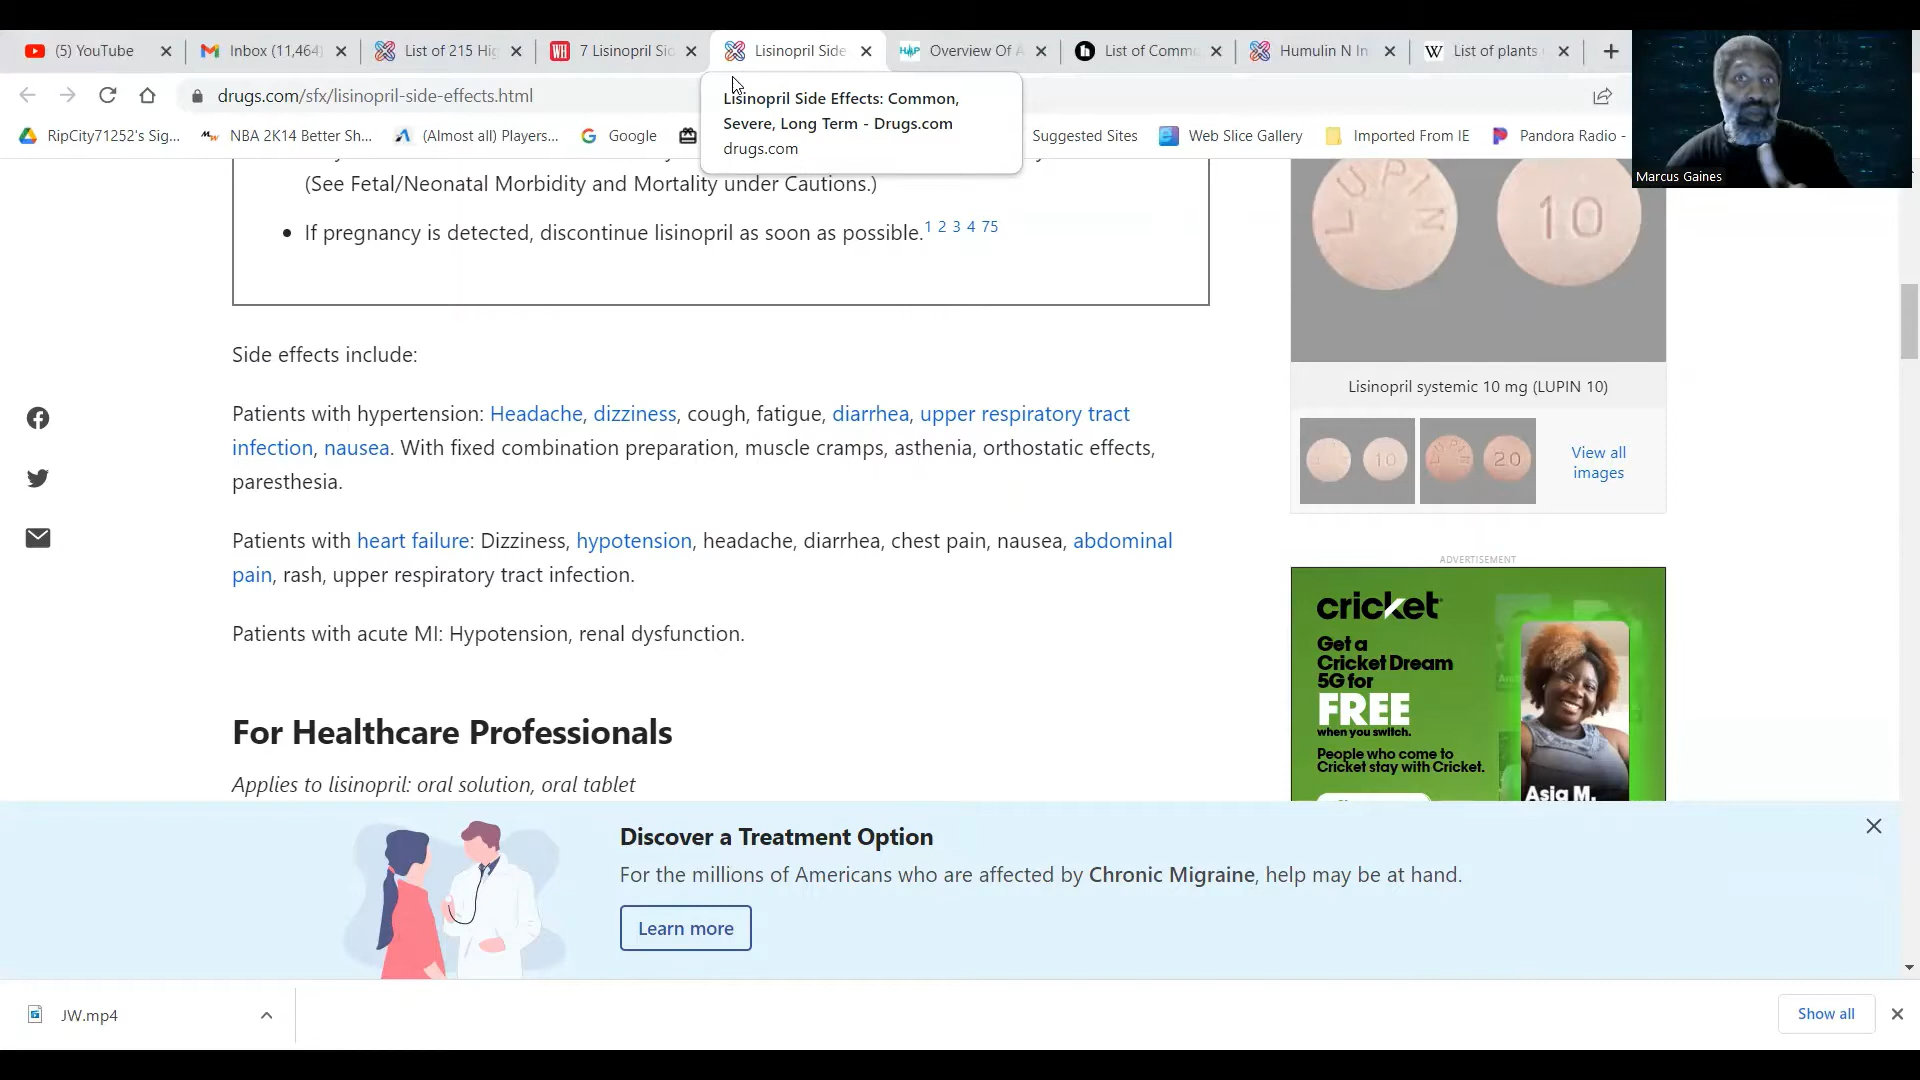 (5) YouTube
Inbox (11,464)
List of 215 Hig
7 Lisinopril Sid
Lisinopril Side
Overview Of A
List of Comm
Humulin N In
List of plants
drugs.com/sfx/lisinopril-side-effects.html
Lisinopril Side Effects: Common,
Severe, Long Term - Drugs.com
drugs.com
RipCity71252's Sig...
NBA 2K14 Better Sh...
(Almost all) Players...
Google
Suggested Sites
Web Slice Gallery
Imported From IE
Pandora Radio -
Marcus Gaines
(See Fetal/Neonatal Morbidity and Mortality under Cautions.)
• If pregnancy is detected, discontinue lisinopril as soon as possible. 1 2 3 4 75
Side effects include:
Patients with hypertension: Headache, dizziness, cough, fatigue, diarrhea, upper respiratory tract
infection, nausea. With fixed combination preparation, muscle cramps, asthenia, orthostatic effects,
paresthesia.
Patients with heart failure: Dizziness, hypotension, headache, diarrhea, chest pain, nausea, abdominal
pain, rash, upper respiratory tract infection.
Patients with acute MI: Hypotension, renal dysfunction.
For Healthcare Professionals
Applies to lisinopril: oral solution, oral tablet
LUPIN
10
Lisinopril systemic 10 mg (LUPIN 10)
10
LUPIN
20
View all
images
ADVERTISEMENT
cricket
Get a
Cricket Dream
5G for
FREE
when you switch.
People who come to
Cricket stay with Cricket.
Asia M.
Discover a Treatment Option
For the millions of Americans who are affected by Chronic Migraine, help may be at hand.
Learn more
JW.mp4
Show all